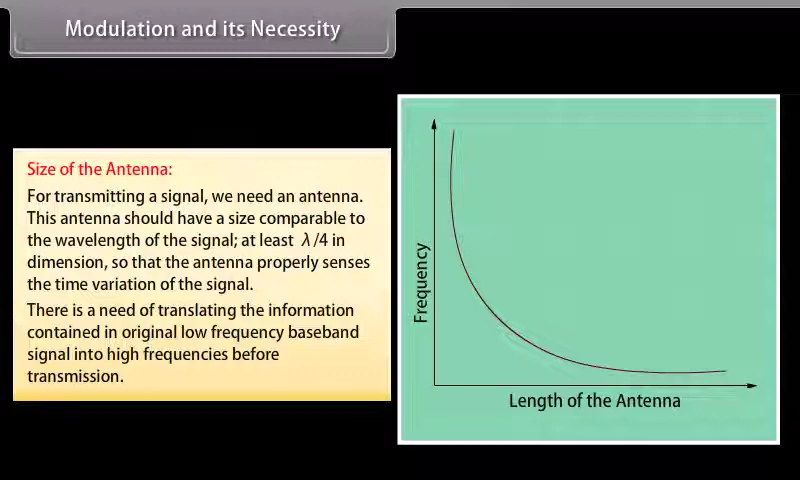 Modulation and its Necessity
Size of the Antenna:
For transmitting a signal, we need an antenna.
This antenna should have a size comparable to
the wavelength of the signal; at least λ/4 in
dimension, so that the antenna properly senses
the time variation of the signal.
There is a need of translating the information
contained in original low frequency baseband
signal into high frequencies before
transmission.
Frequency
Length of the Antenna